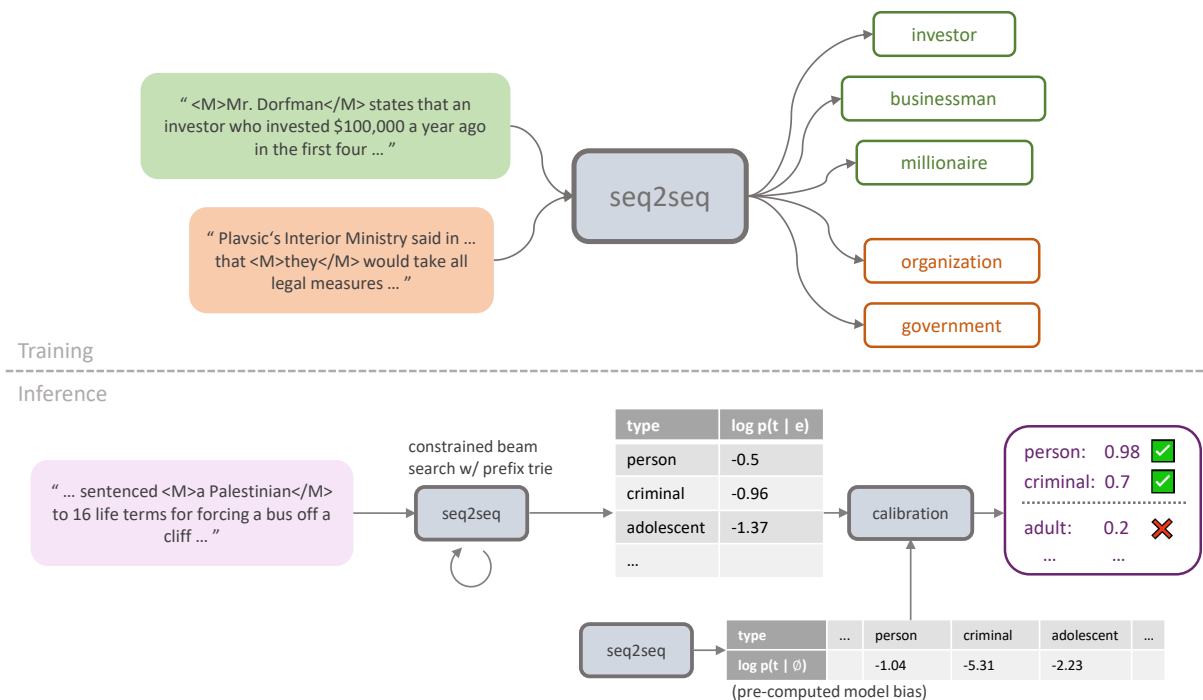 “ <M>Mr. Dorfman</M> states that an
investor who invested $100,000 a year ago
in the first four … ”
“ Plavsic‘s Interior Ministry said in …
that <M>they</M> would take all
legal measures … ”
seq2seq
investor
businessman
millionaire
organization
government
Training
Inference
“ … sentenced <M>a Palestinian</M>
to 16 life terms for forcing a bus off a
cliff … ”
constrained beam
search w/ prefix trie
seq2seq
type log p(t | e)
person -0.5
criminal -0.96
adolescent -1.37
…
calibration
person: 0.98
criminal: 0.7
adult: 0.2
… …
seq2seq
type … person criminal adolescent …
log p(t | ∅) -1.04 -5.31 -2.23
(pre-computed model bias)